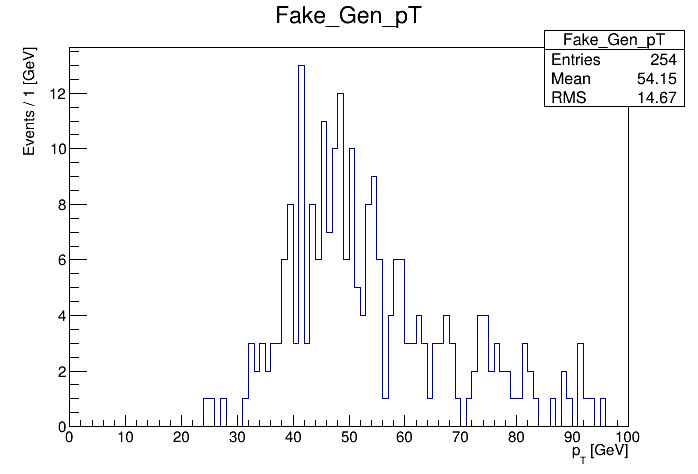 Fake_Gen_pT
Fake_Gen_pT
Entries 254
Mean 54.15
RMS 14.67
Events / 1 [GeV]
12
10
8
6
4
2
0
0 10 20 30 40 50 60 70 80 90 100
p_T [GeV]